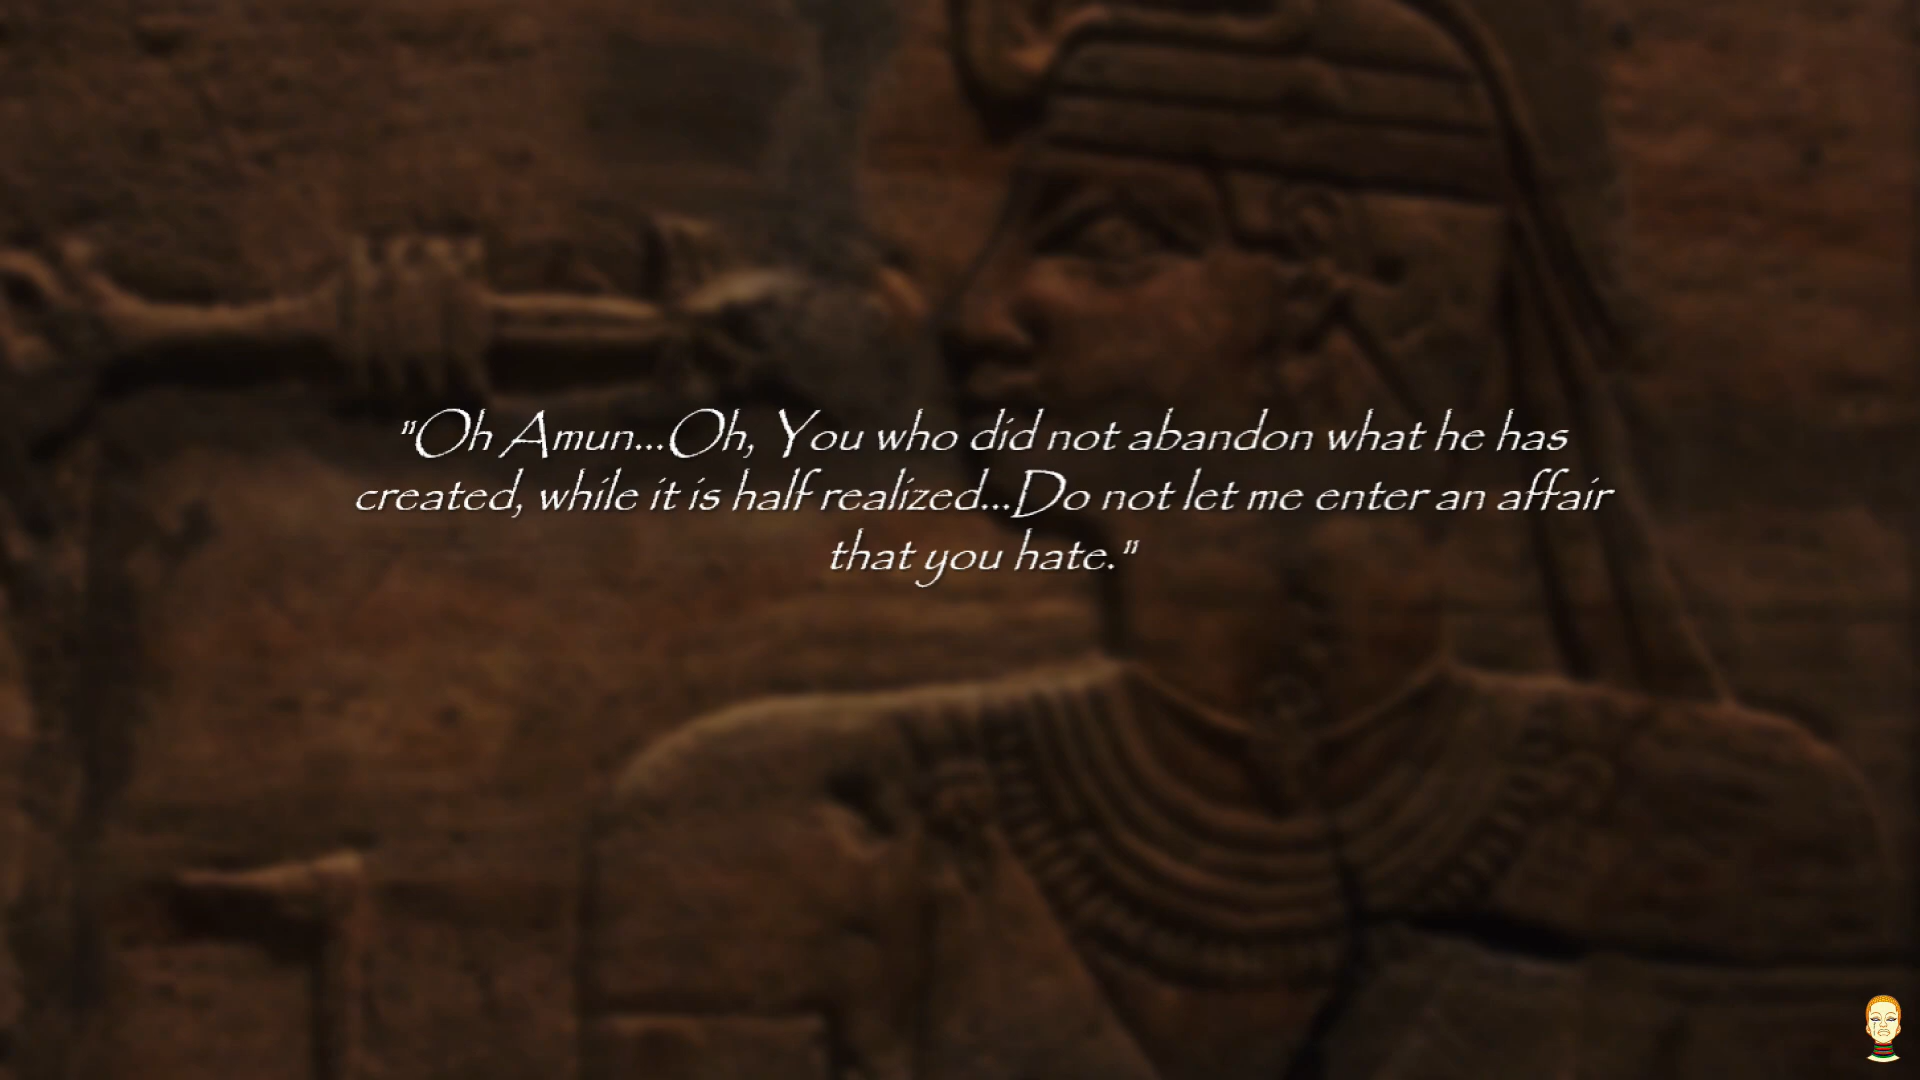 "Oh Amun...Oh, You who did not abandon what he has
created, while it is half realized...Do not let me enter an affair
that you hate."